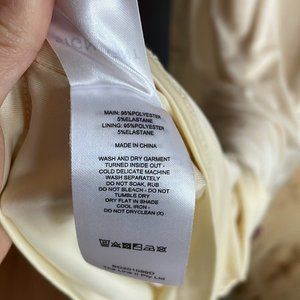 MAIN: 95%POLYESTER
5%ELASTANE
LINING: 95%POLYESTER
5%ELASTANE
MADE IN CHINA
WASH AND DRY GARMENT
TURNED INSIDE OUT -
COLD DELICATE MACHINE
WASH SEPARATELY
DO NOT SOAK, RUB
DO NOT BLEACH - DO NOT
TUMBLE DRY
DRY FLAT IN SHADE
COOL IRON -
DO NOT DRYCLEAN (X)